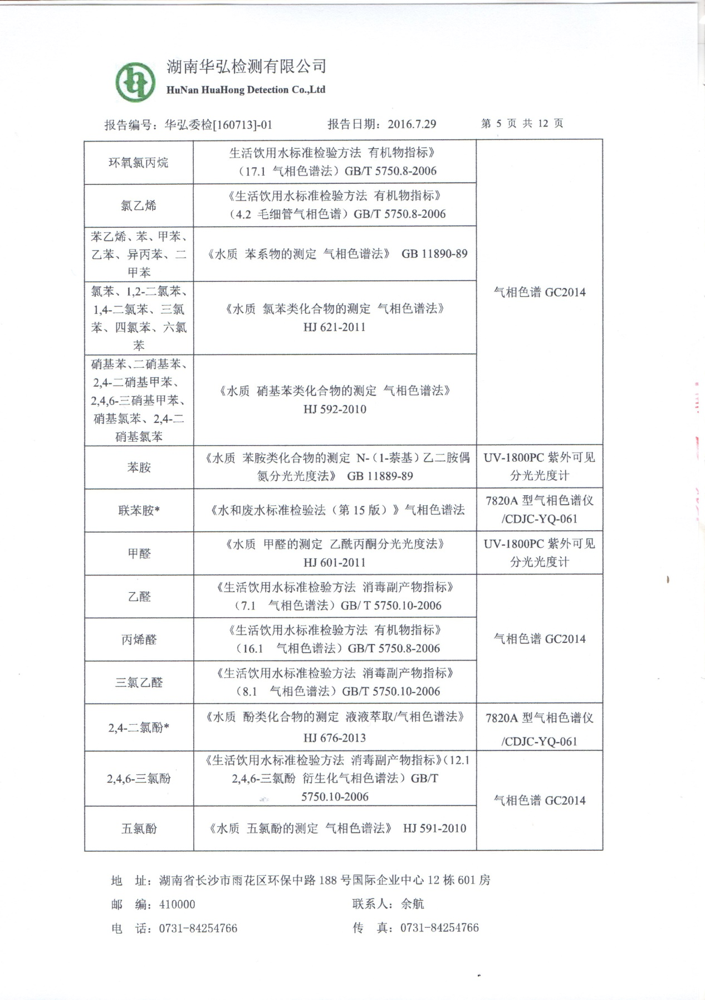 湖南华弘检测有限公司
HuNan HuaHong Detection Co.,Ltd
报告编号：华弘委检[160713]-01 报告日期：2016.7.29 第 5 页 共 12 页
环氧氯丙烷
生活饮用水标准检验方法 有机物指标》
（17.1 气相色谱法）GB/T 5750.8-2006
气相色谱 GC2014
氯乙烯
《生活饮用水标准检验方法 有机物指标》
（4.2 毛细管气相色谱）GB/T 5750.8-2006
苯乙烯、苯、甲苯、
乙苯、异丙苯、二
甲苯
《水质 苯系物的测定 气相色谱法》 GB 11890-89
氯苯、1,2-二氯苯、
1,4-二氯苯、三氯
苯、四氯苯、六氯
苯
《水质 氯苯类化合物的测定 气相色谱法》
HJ 621-2011
硝基苯、二硝基苯、
2,4-二硝基甲苯、
2,4,6-三硝基甲苯、
硝基氯苯、2,4-二
硝基氯苯
《水质 硝基苯类化合物的测定 气相色谱法》
HJ 592-2010
苯胺
《水质 苯胺类化合物的测定 N-（1-萘基）乙二胺偶
氮分光光度法》 GB 11889-89
UV-1800PC 紫外可见
分光光度计
联苯胺*
《水和废水标准检验法（第 15 版）》气相色谱法
7820A 型气相色谱仪
/CDJC-YQ-061
甲醛
《水质 甲醛的测定 乙酰丙酮分光光度法》
HJ 601-2011
UV-1800PC 紫外可见
分光光度计
乙醛
《生活饮用水标准检验方法 消毒副产物指标》
（7.1 气相色谱法）GB/ T 5750.10-2006
气相色谱 GC2014
丙烯醛
《生活饮用水标准检验方法 有机物指标》
（16.1 气相色谱法）GB/T 5750.8-2006
三氯乙醛
《生活饮用水标准检验方法 消毒副产物指标》
（8.1 气相色谱法）GB/T 5750.10-2006
2,4-二氯酚*
《水质 酚类化合物的测定 液液萃取/气相色谱法》
HJ 676-2013
7820A 型气相色谱仪
/CDJC-YQ-061
2,4,6-三氯酚
《生活饮用水标准检验方法 消毒副产物指标》（12.1
2,4,6-三氯酚 衍生化气相色谱法）GB/T
5750.10-2006
气相色谱 GC2014
五氯酚
《水质 五氯酚的测定 气相色谱法》 HJ 591-2010
地 址：湖南省长沙市雨花区环保中路 188 号国际企业中心 12 栋 601 房
邮 编：410000 联系人：余航
电 话：0731-84254766 传 真：0731-84254766